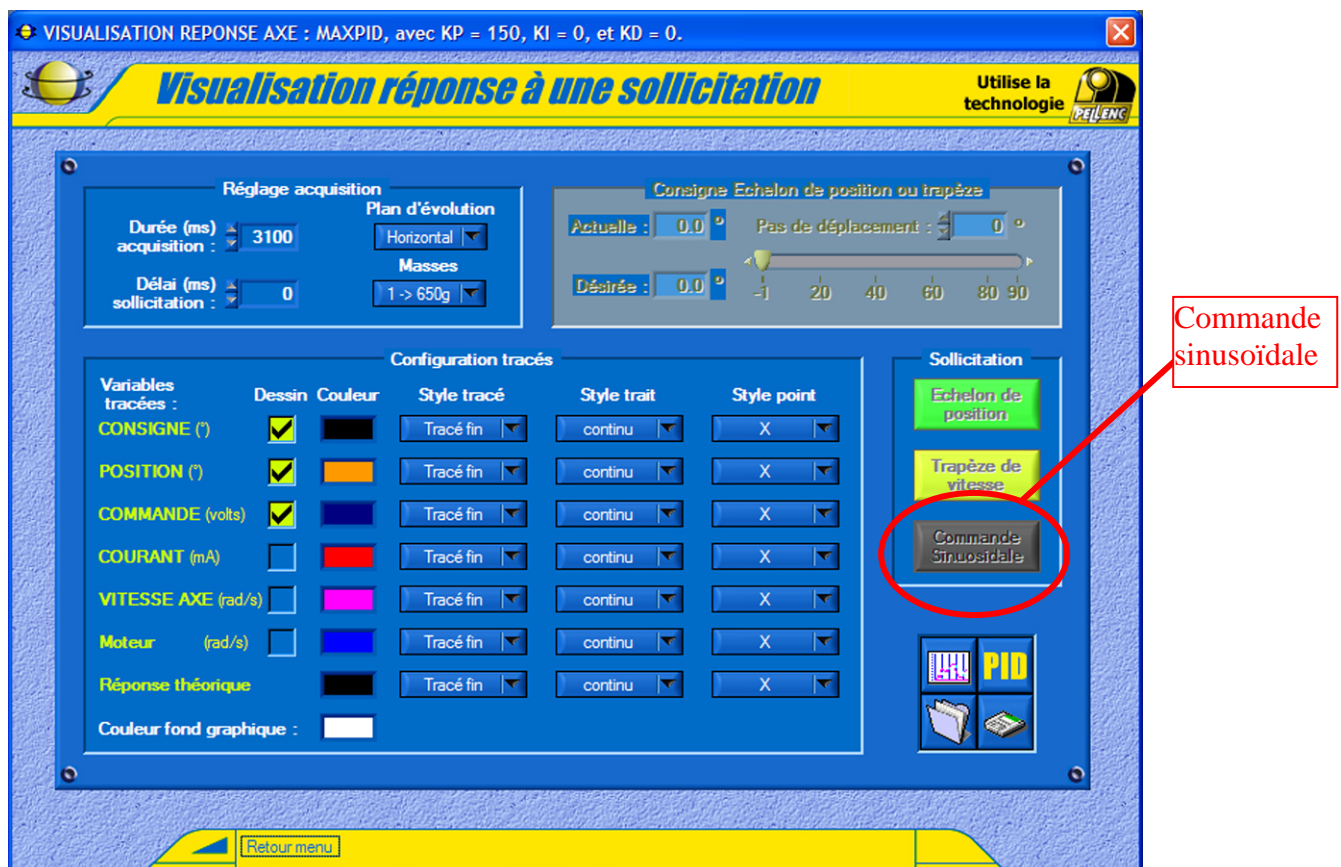 VISUALISATION REPONSE AXE : MAXPID, avec KP = 150, KI = 0, et KD = 0.
Visualisation réponse à une sollicitation
Utilise la
technologie
PELLENC
Réglage acquisition
Durée (ms)
acquisition :
3100
Plan d'évolution
Horizontal
Délai (ms)
sollicitation :
0
Masses
1 -> 650g
Consigne Echelon de position ou trapèze
Actuelle : 0.0 °
Pas de déplacement : 0 °
Désirée : 0.0 °
-1 20 40 60 80 90
Commande
sinusoïdale
Configuration tracés
Variables
tracées :
Dessin Couleur Style tracé Style trait Style point
CONSIGNE (°) Tracé fin continu X
POSITION (°) Tracé fin continu X
COMMANDE (volts) Tracé fin continu X
COURANT (mA) Tracé fin continu X
VITESSE AXE (rad/s) Tracé fin continu X
Moteur (rad/s) Tracé fin continu X
Réponse théorique Tracé fin continu X
Couleur fond graphique :
Sollicitation
Echelon de
position
Trapèze de
vitesse
Commande
Sinuosidale
PID
Retour menu